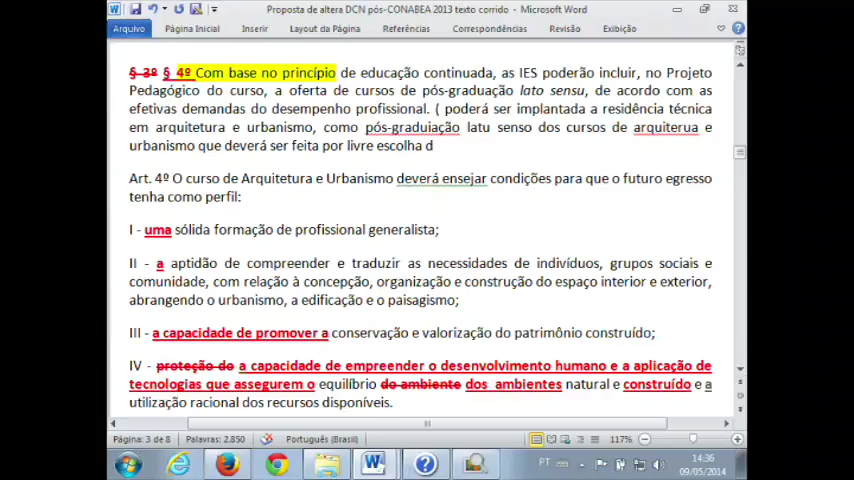 Proposta de altera DCN pós-CONABEA 2013 texto corrido - Microsoft Word
Arquivo Página Inicial Inserir Layout da Página Referências Correspondências Revisão Exibição
§ 3º § 4º Com base no princípio de educação continuada, as IES poderão incluir, no Projeto
Pedagógico do curso, a oferta de cursos de pós-graduação lato sensu, de acordo com as
efetivas demandas do desempenho profissional. ( poderá ser implantada a residência técnica
em arquitetura e urbanismo, como pós-graduiação latu senso dos cursos de arquiterua e
urbanismo que deverá ser feita por livre escolha d
Art. 4º O curso de Arquitetura e Urbanismo deverá ensejar condições para que o futuro egresso
tenha como perfil:
I - uma sólida formação de profissional generalista;
II - a aptidão de compreender e traduzir as necessidades de indivíduos, grupos sociais e
comunidade, com relação à concepção, organização e construção do espaço interior e exterior,
abrangendo o urbanismo, a edificação e o paisagismo;
III - a capacidade de promover a conservação e valorização do patrimônio construído;
IV - proteção do a capacidade de empreender o desenvolvimento humano e a aplicação de
tecnologias que assegurem o equilíbrio do ambiente dos ambientes natural e construído e a
utilização racional dos recursos disponíveis.
Página: 3 de 8 Palavras: 2.850 Português (Brasil) 117%
PT 14:36
09/05/2014